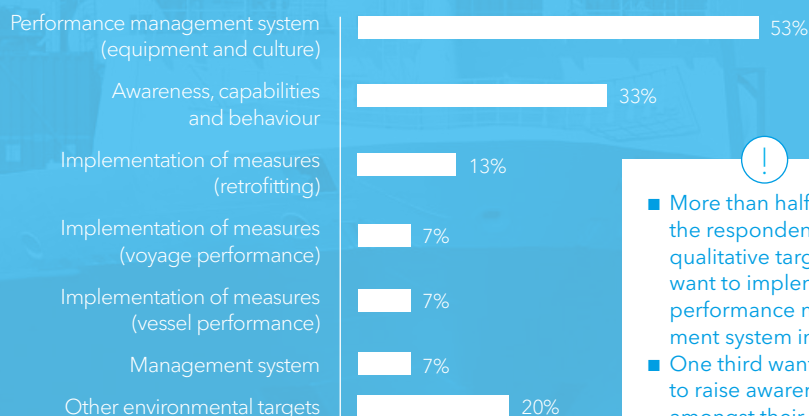 Performance management system
(equipment and culture)
53%
Awareness, capabilities
and behaviour
33%
Implementation of measures
(retrofitting)
13%
Implementation of measures
(voyage performance)
7%
Implementation of measures
(vessel performance)
7%
Management system
7%
Other environmental targets
20%
!
■ More than half
the responden
qualitative targ
want to implem
performance m
ment system in
■ One third want
to raise awaren